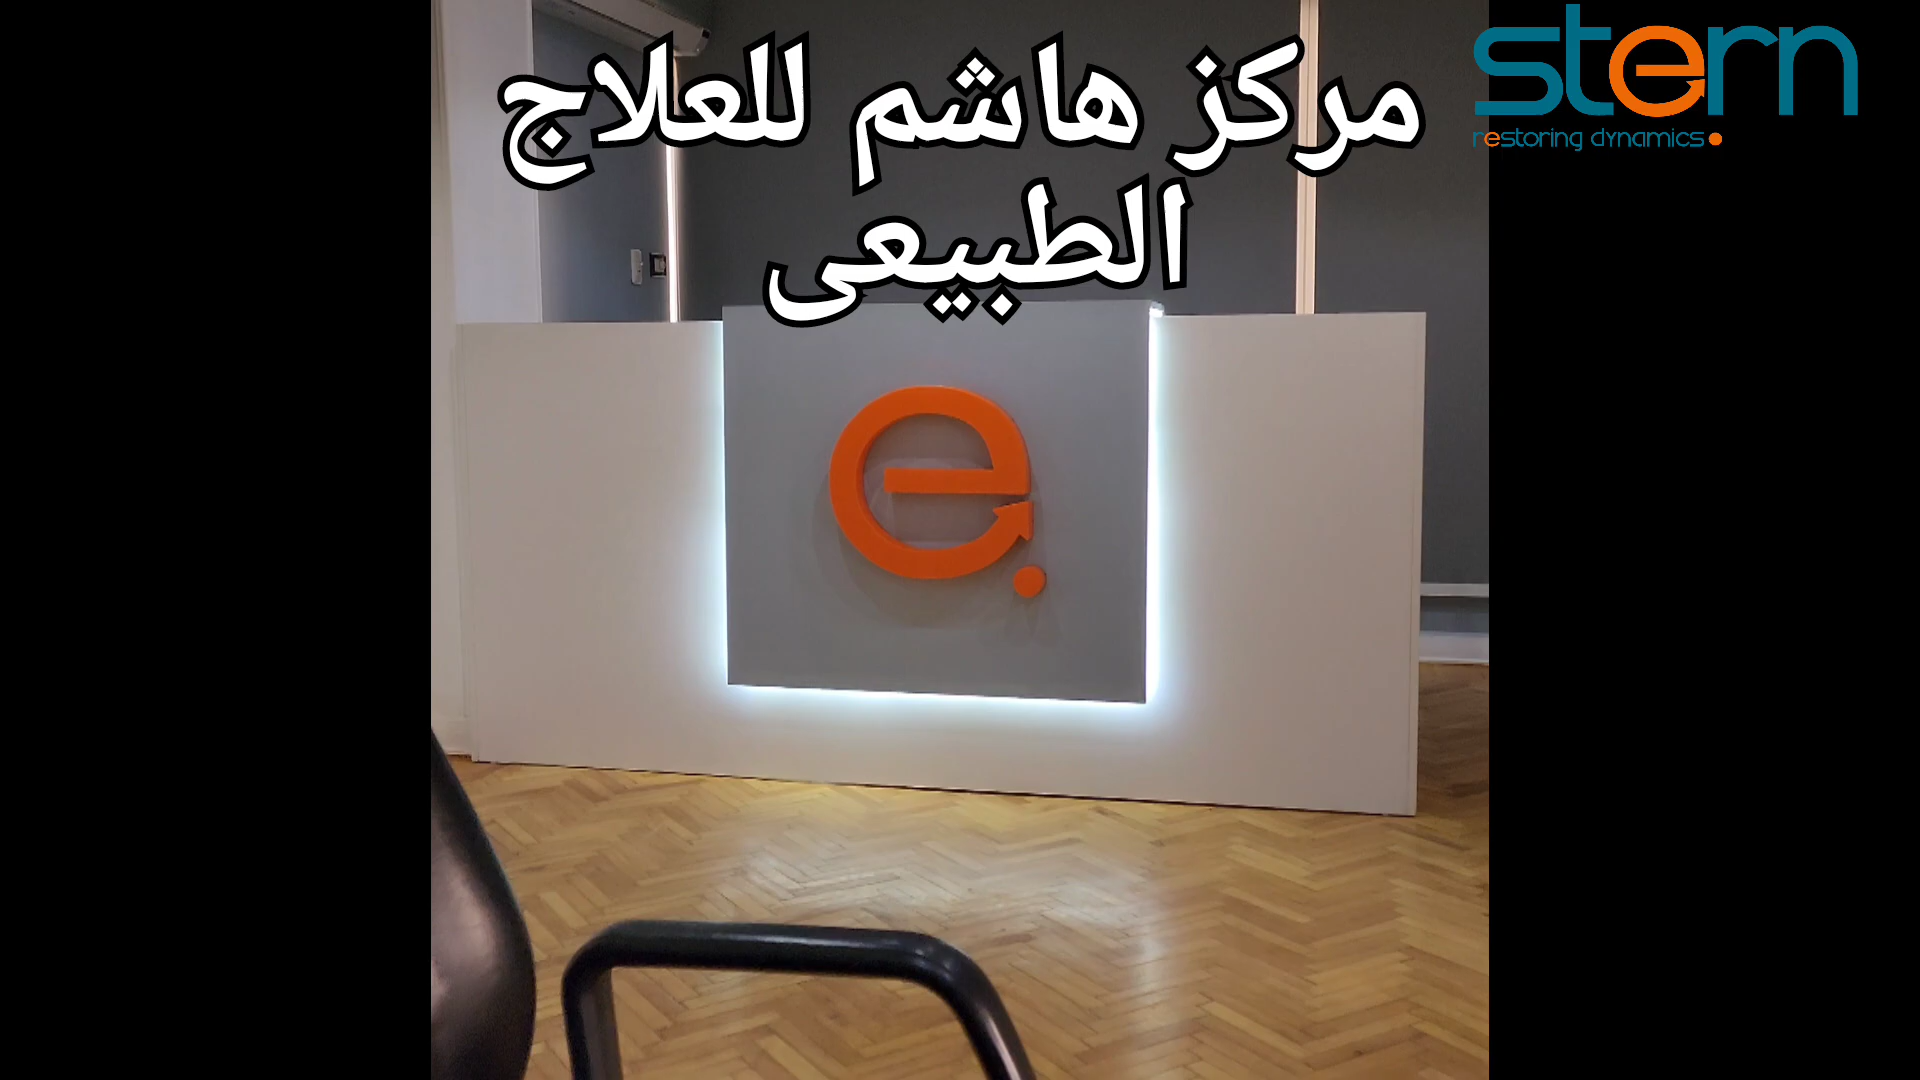 مركز هاشم للعلاج
الطبيعى
stern
restoring dynamics.
e.